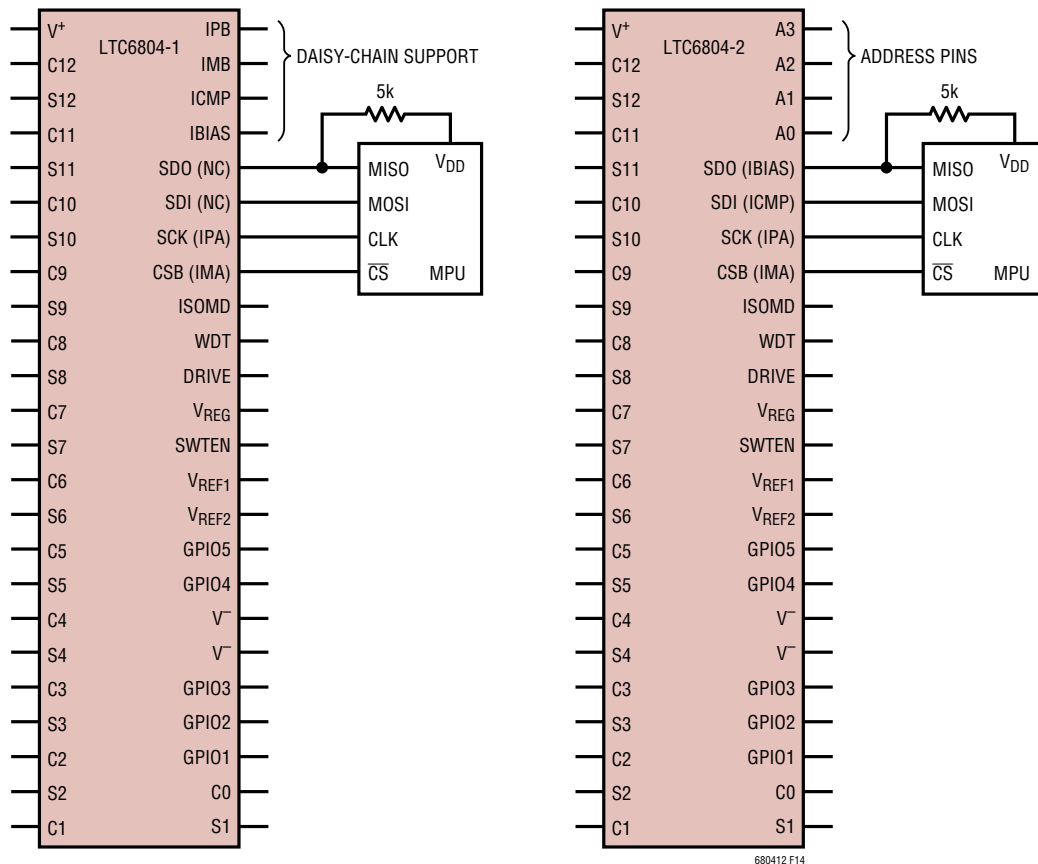 V+
C12
S12
C11
S11
C10
S10
C9
S9
C8
S8
C7
S7
C6
S6
C5
S5
C4
S4
C3
S3
C2
S2
C1
LTC6804-1
IPB
IMB
ICMP
IBIAS
SDO (NC)
SDI (NC)
SCK (IPA)
CSB (IMA)
ISOMD
WDT
DRIVE
VREG
SWTEN
VREF1
VREF2
GPIO5
GPIO4
V–
V–
GPIO3
GPIO2
GPIO1
C0
S1
DAISY-CHAIN SUPPORT
5k
MISO
VDD
MOSI
CLK
CS
MPU
V+
C12
S12
C11
S11
C10
S10
C9
S9
C8
S8
C7
S7
C6
S6
C5
S5
C4
S4
C3
S3
C2
S2
C1
LTC6804-2
A3
A2
A1
A0
SDO (IBIAS)
SDI (ICMP)
SCK (IPA)
CSB (IMA)
ISOMD
WDT
DRIVE
VREG
SWTEN
VREF1
VREF2
GPIO5
GPIO4
V–
V–
GPIO3
GPIO2
GPIO1
C0
S1
ADDRESS PINS
5k
MISO
VDD
MOSI
CLK
CS
MPU
680412 F14